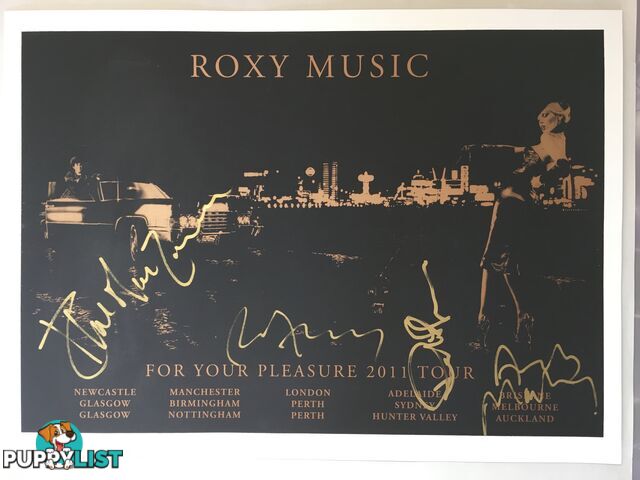 ROXY MUSIC
FOR YOUR PLEASURE 2011 TOUR
NEWCASTLE MANCHESTER LONDON ADELAIDE BRISBANE
GLASGOW BIRMINGHAM PERTH SYDNEY MELBOURNE
GLASGOW NOTTINGHAM PERTH HUNTER VALLEY AUCKLAND
PUPPYLIST